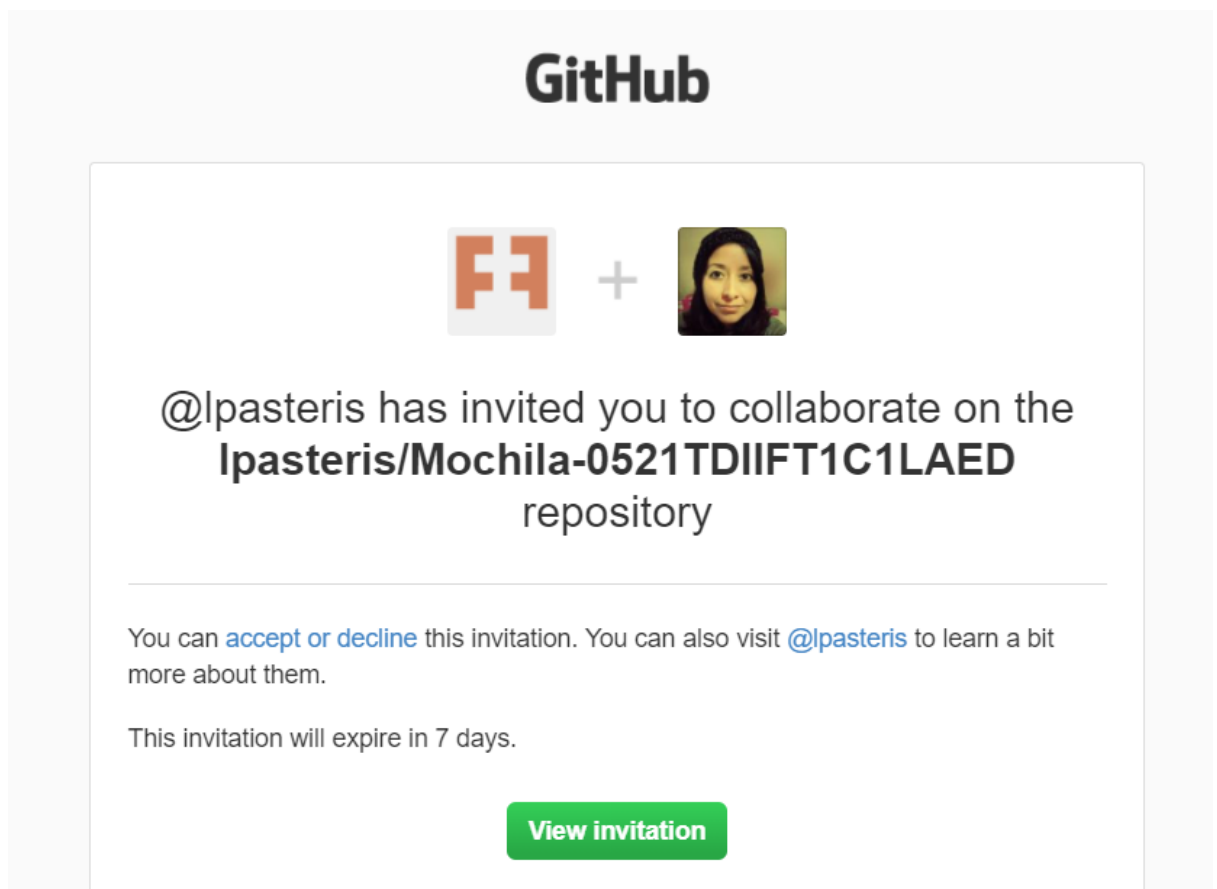 GitHub
@lpasteris has invited you to collaborate on the
lpasteris/Mochila-0521TDIIFT1C1LAED
repository
You can accept or decline this invitation. You can also visit @lpasteris to learn a bit
more about them.
This invitation will expire in 7 days.
View invitation